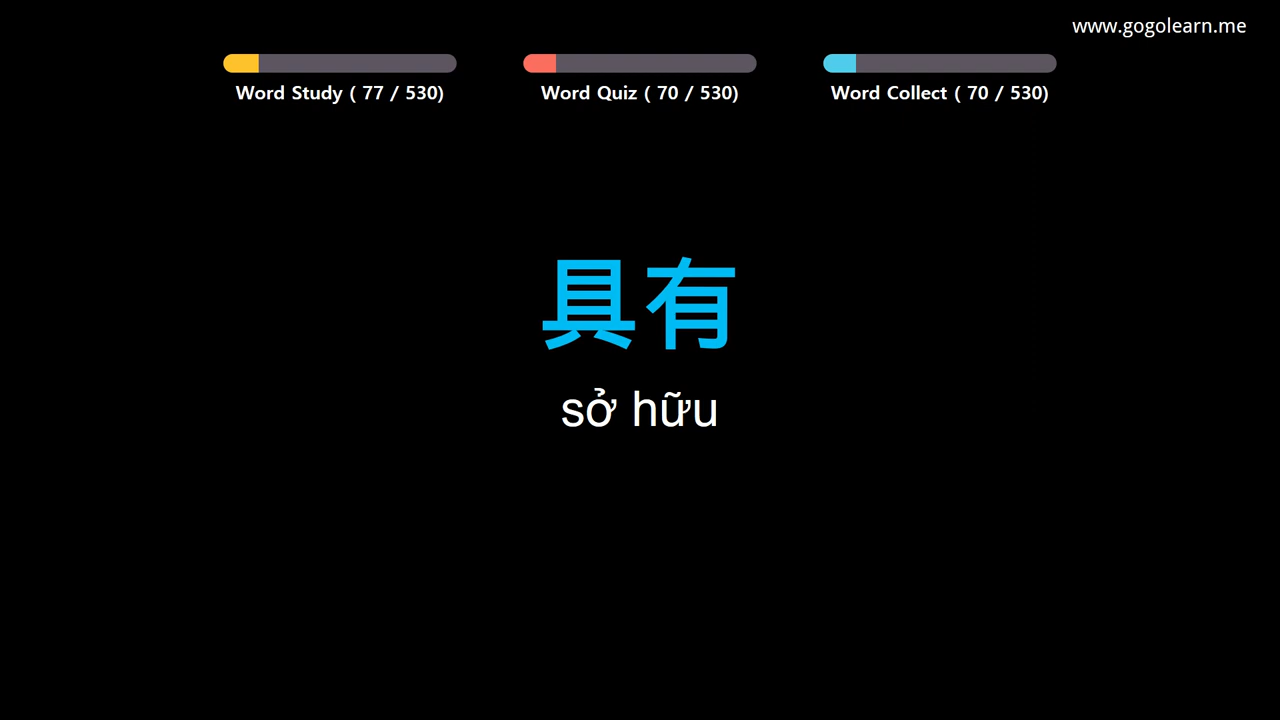 www.gogolearn.me
Word Study ( 77 / 530)
Word Quiz ( 70 / 530)
Word Collect ( 70 / 530)
具有
sở hữu